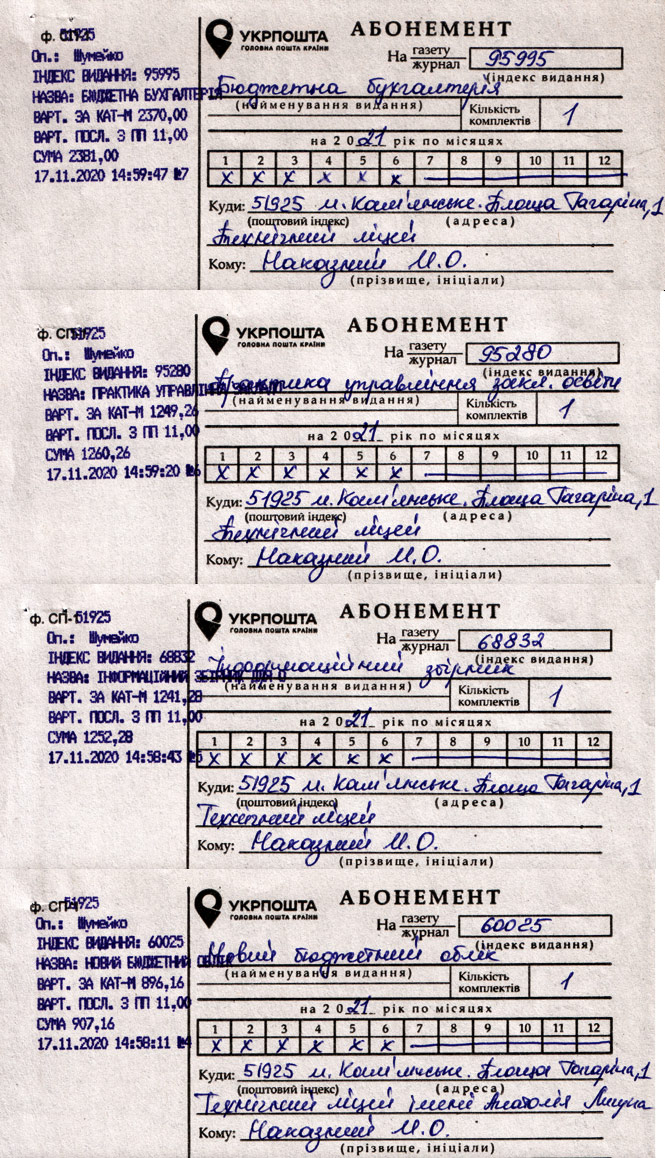 ф. СП-1 51925
Оп.: Шумейко
ІНДЕКС ВИДАННЯ: 95995
НАЗВА: БЮДЖЕТНА БУХГАЛТЕРІЯ
ВАРТ. ЗА КАТ-М 2370,00
ВАРТ. ПОСЛ. З ПП 11,00
СУМА 2381,00
17.11.2020 14:59:47 №7
УКРПОШТА
ГОЛОВНА ПОШТА КРАЇНИ
АБОНЕМЕНТ
На газету журнал 95995
(індекс видання)
Бюджетна бухгалтерія
(найменування видання)
Кількість комплектів 1
на 2021 рік по місяцях
1 2 3 4 5 6 7 8 9 10 11 12
х х х х х х
Куди: 51925 м. Кам'янське. Площа Гагаріна, 1
(поштовий індекс) (адреса)
Технічний ліцей
Кому: Наказний М.О.
(прізвище, ініціали)
ф. СП-1 51925
Оп.: Шумейко
ІНДЕКС ВИДАННЯ: 95280
НАЗВА: ПРАКТИКА УПРАВЛІННЯ
ВАРТ. ЗА КАТ-М 1249,26
ВАРТ. ПОСЛ. З ПП 11,00
СУМА 1260,26
17.11.2020 14:59:20 №6
УКРПОШТА
ГОЛОВНА ПОШТА КРАЇНИ
АБОНЕМЕНТ
На газету журнал 95280
(індекс видання)
Практика управління закл. освіти
(найменування видання)
Кількість комплектів 1
на 2021 рік по місяцях
1 2 3 4 5 6 7 8 9 10 11 12
х х х х х х
Куди: 51925 м. Кам'янське. Площа Гагаріна, 1
(поштовий індекс) (адреса)
Технічний ліцей
Кому: Наказний М.О.
(прізвище, ініціали)
ф. СП-1 51925
Оп.: Шумейко
ІНДЕКС ВИДАННЯ: 68832
НАЗВА: ІНФОРМАЦІЙНИЙ ЗБІРНИК ДЛЯ О
ВАРТ. ЗА КАТ-М 1241,28
ВАРТ. ПОСЛ. З ПП 11,00
СУМА 1252,28
17.11.2020 14:58:43 №5
УКРПОШТА
ГОЛОВНА ПОШТА КРАЇНИ
АБОНЕМЕНТ
На газету журнал 68832
(індекс видання)
Інформаційний збірник
(найменування видання)
Кількість комплектів 1
на 2021 рік по місяцях
1 2 3 4 5 6 7 8 9 10 11 12
х х х х х х
Куди: 51925 м. Кам'янське. Площа Гагаріна, 1
(поштовий індекс) (адреса)
Технічний ліцей
Кому: Наказний М.О.
(прізвище, ініціали)
ф. СП-1 51925
Оп.: Шумейко
ІНДЕКС ВИДАННЯ: 60025
НАЗВА: НОВИЙ БЮДЖЕТНИЙ ОБЛІК
ВАРТ. ЗА КАТ-М 896,16
ВАРТ. ПОСЛ. З ПП 11,00
СУМА 907,16
17.11.2020 14:58:11 №4
УКРПОШТА
ГОЛОВНА ПОШТА КРАЇНИ
АБОНЕМЕНТ
На газету журнал 60025
(індекс видання)
Новий бюджетний облік
(найменування видання)
Кількість комплектів 1
на 2021 рік по місяцях
1 2 3 4 5 6 7 8 9 10 11 12
х х х х х х
Куди: 51925 м. Кам'янське. Площа Гагаріна, 1
(поштовий індекс) (адреса)
Технічний ліцей імені Анатолія Лигуна
Кому: Наказний М.О.
(прізвище, ініціали)